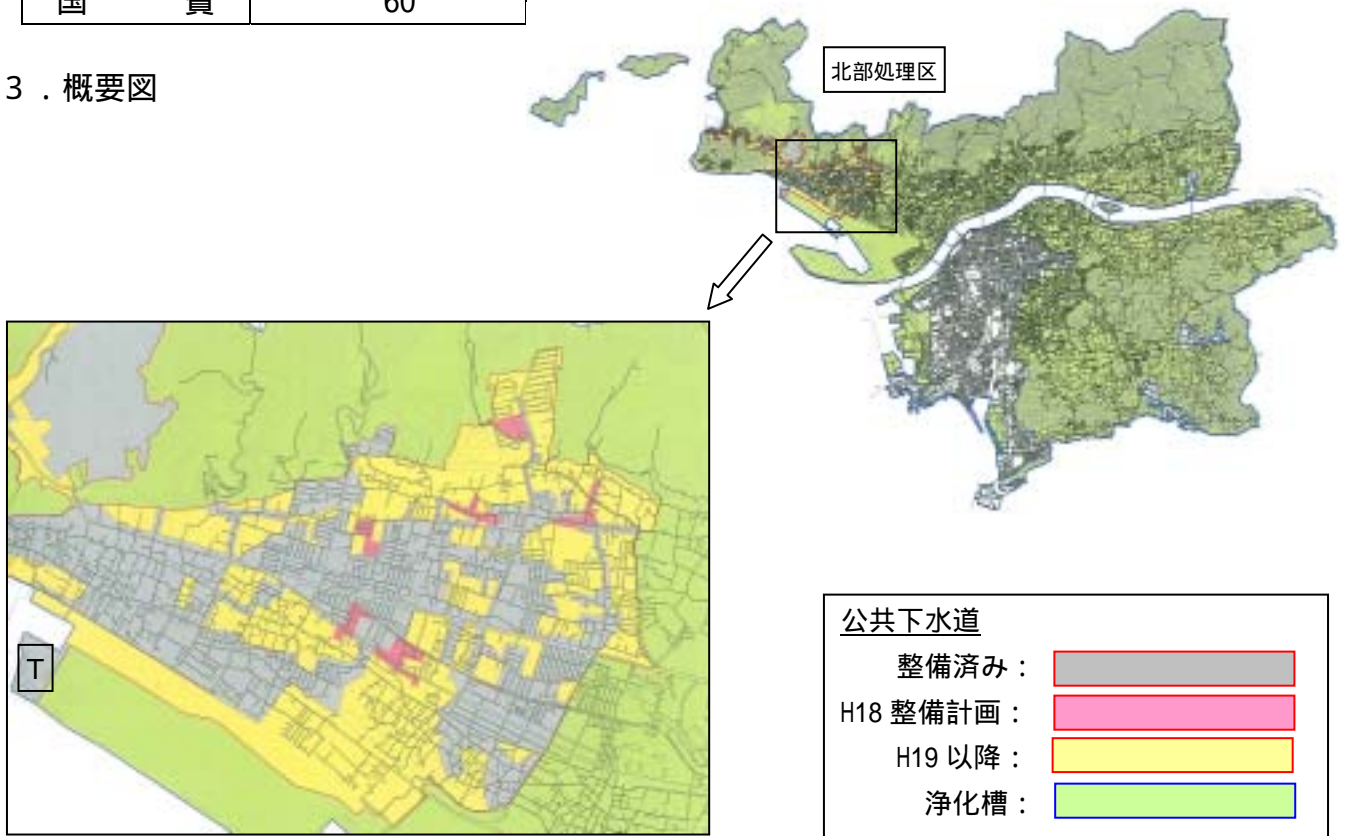 国 費 60
3．概要図
北部処理区
T
公共下水道
整備済み：
H18 整備計画：
H19 以降：
浄化槽：